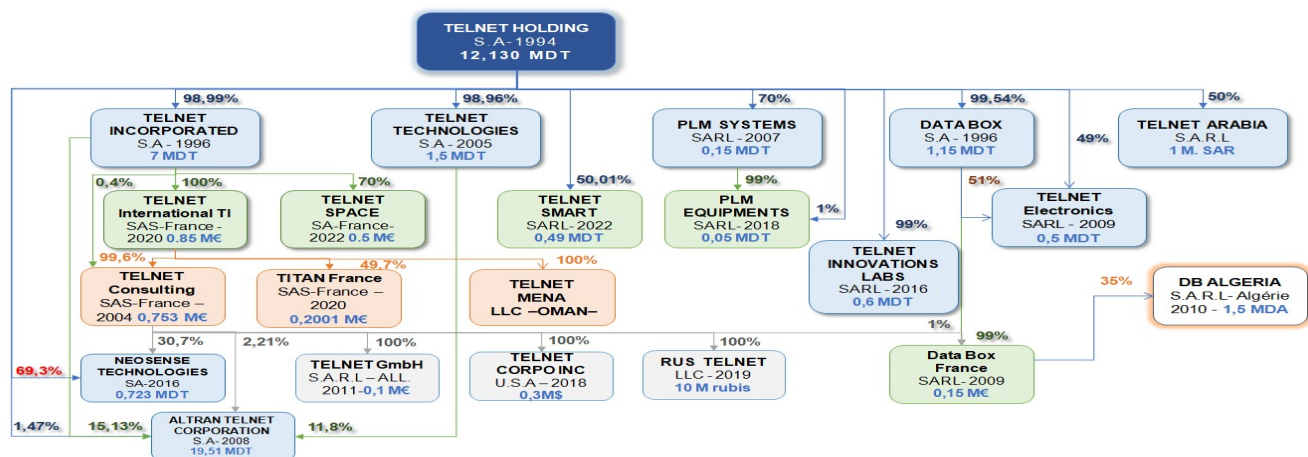 TELNET HOLDING
S.A-1994
12,130 MDT
98,99%
98,96%
70%
99,54%
50%
TELNET
INCORPORATED
S.A - 1996
7 MDT
TELNET
TECHNOLOGIES
S.A - 2005
1,5 MDT
PLM SYSTEMS
SARL- 2007
0,15 MDT
DATA BOX
S.A - 1996
1,15 MDT
TELNET ARABIA
S.A.R.L
1 M. SAR
49%
0,4%
100%
70%
50,01%
99%
51%
1%
99%
TELNET
International TI
SAS-France -
2020 0.85 M€
TELNET
SPACE
SA-France-
2022 0.5 M€
TELNET
SMART
SARL- 2022
0,49 MDT
PLM
EQUIPMENTS
SARL- 2018
0,05 MDT
TELNET
Electronics
SARL - 2009
0,5 MDT
TELNET
INNOVATIONS
LABS
SARL - 2016
0,6 MDT
99,6%
49,7%
100%
TELNET
Consulting
SAS-France –
2004 0,753 M€
TITAN France
SAS-France –
2020
0,2001 M€
TELNET
MENA
LLC –OMAN–
35%
DB ALGERIA
S.A.R.L- Algérie
2010 - 1,5 MDA
30,7%
2,21%
100%
100%
100%
1%
99%
69,3%
NEOSENSE
TECHNOLOGIES
SA-2016
0,723 MDT
TELNET GmbH
S.A.R.L – ALL.
2011-0,1 M€
TELNET
CORPO INC
U.S.A – 2018
0,3M$
RUS TELNET
LLC - 2019
10 M rubis
Data Box
France
SARL- 2009
0,15 M€
1,47%
15,13%
11,8%
ALTRAN TELNET
CORPORATION
S.A- 2008
19,51 MDT